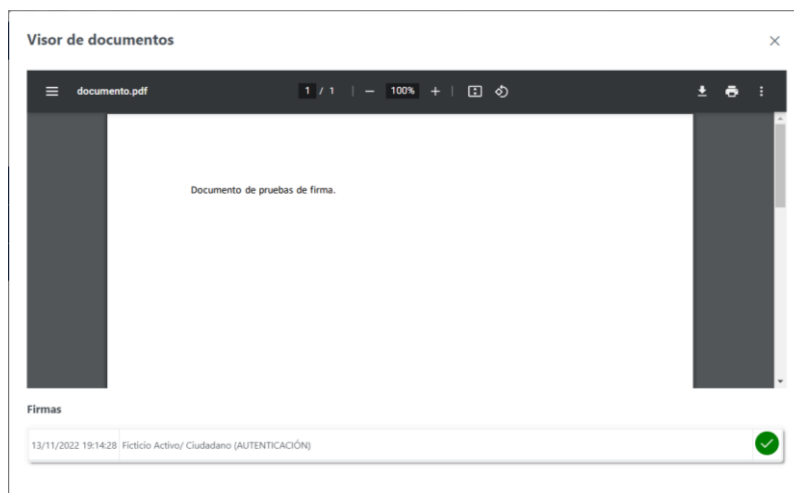 Visor de documentos
documento.pdf 1 / 1 100%
Documento de pruebas de firma.
Firmas
13/11/2022 19:14:28 Ficticio Activo/ Ciudadano (AUTENTICACIÓN)